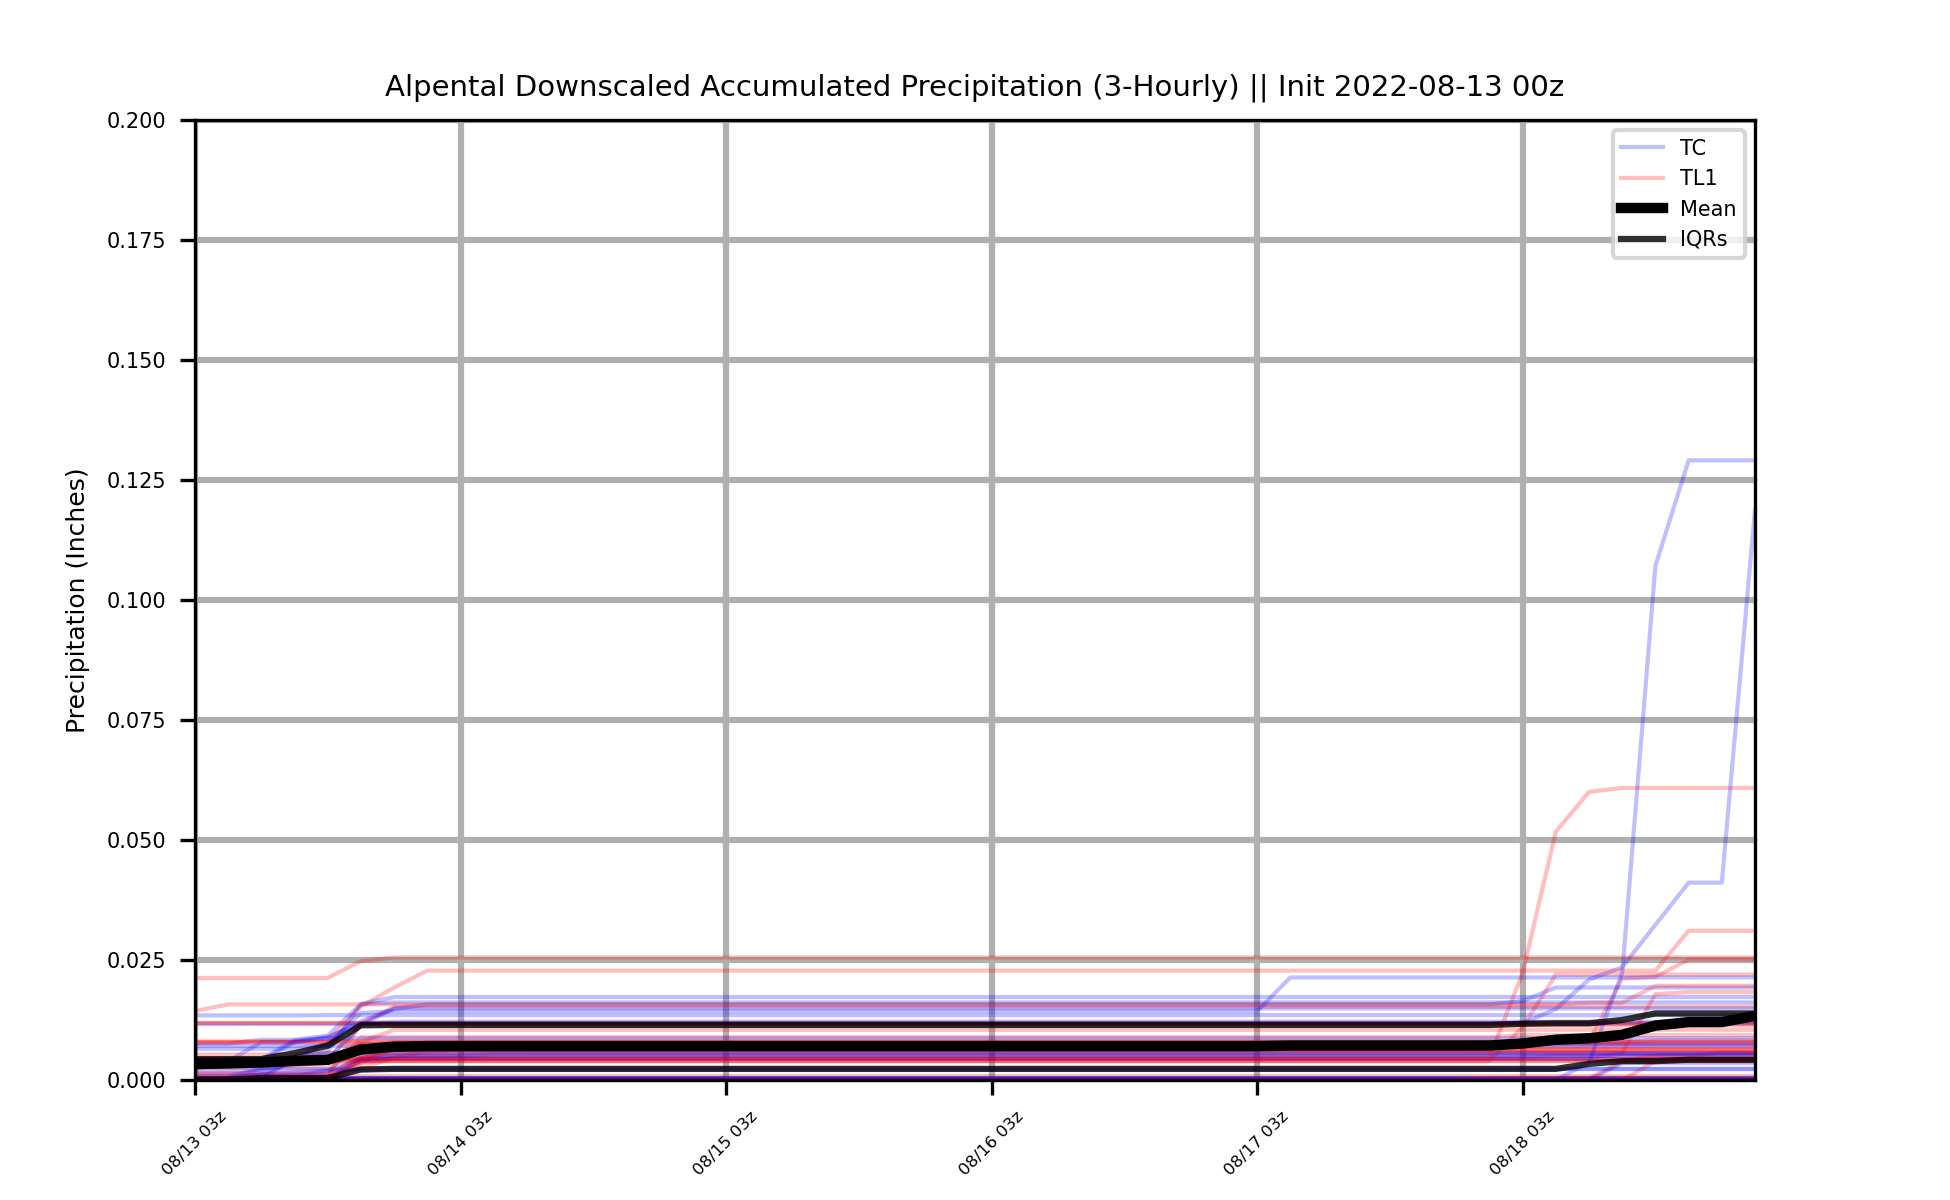 Alpental Downscaled Accumulated Precipitation (3-Hourly) || Init 2022-08-13 00z
TC
TL1
Mean
IQRs
Precipitation (Inches)
0.200
0.175
0.150
0.125
0.100
0.075
0.050
0.025
0.000
08/13 03z
08/14 03z
08/15 03z
08/16 03z
08/17 03z
08/18 03z